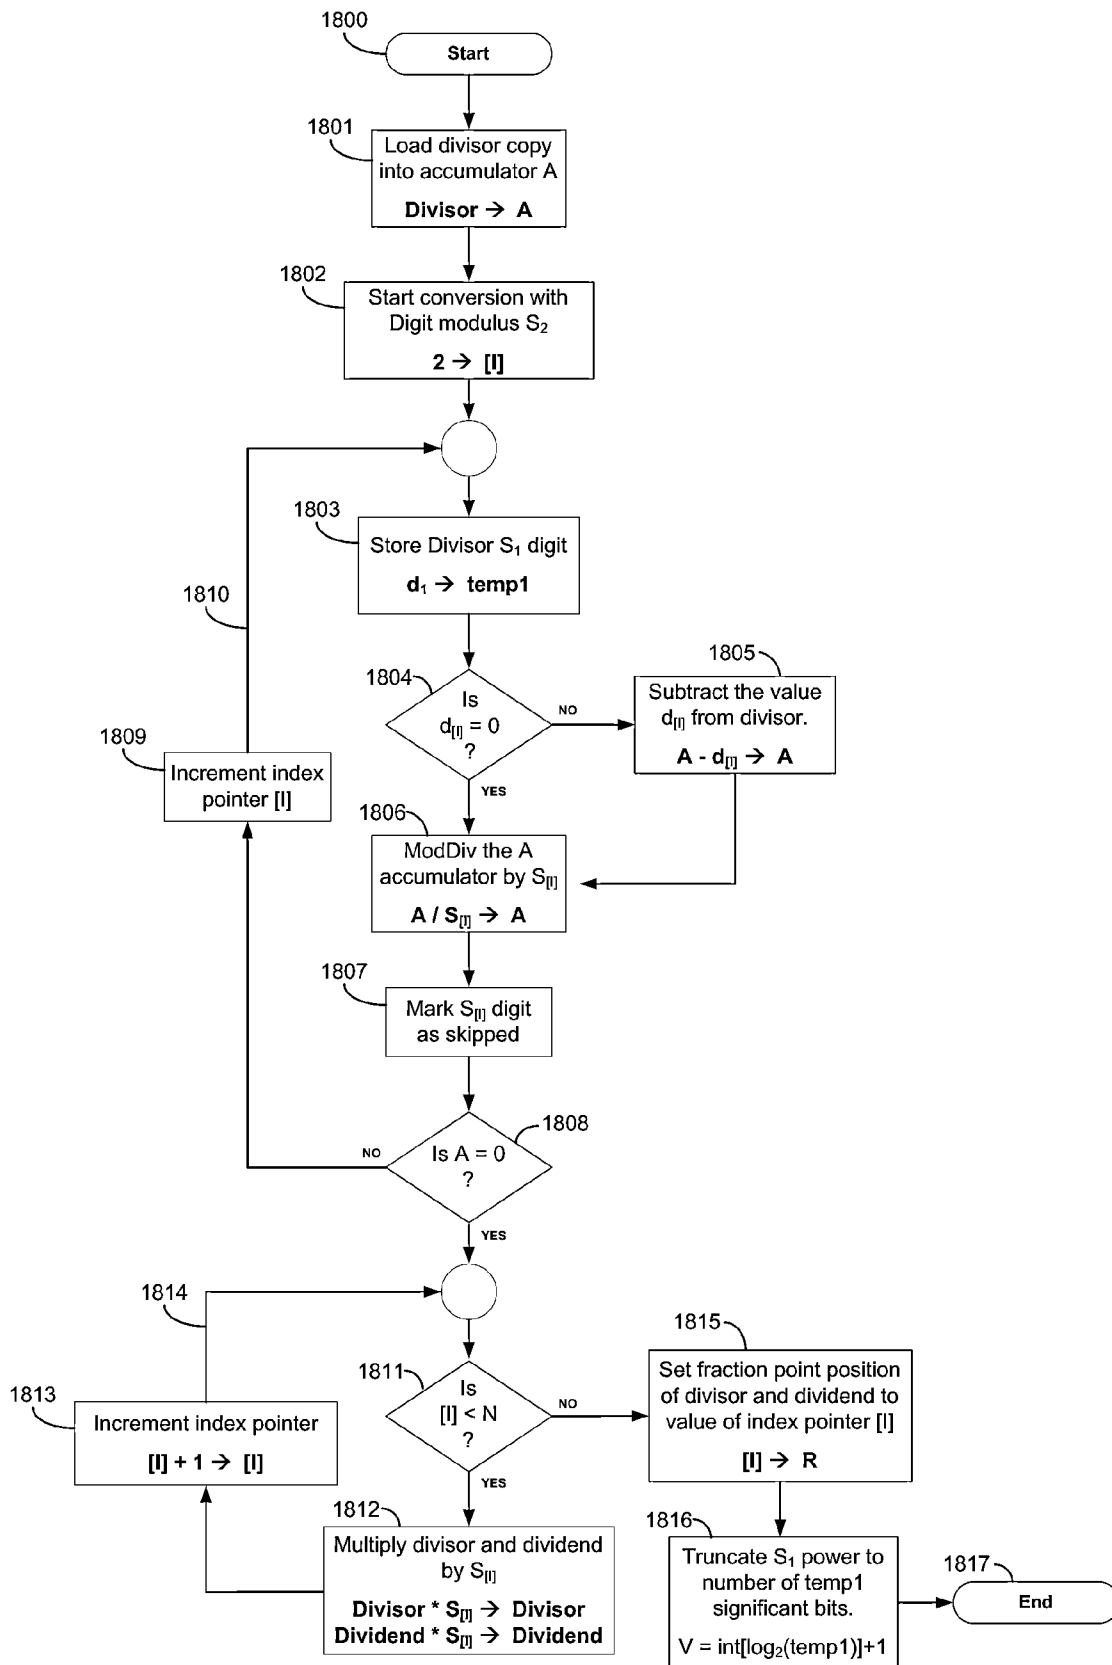 1800
Start
1801
Load divisor copy
into accumulator A
Divisor → A
1802
Start conversion with
Digit modulus S₂
2 → [I]
1803
Store Divisor S₁ digit
d₁ → temp1
1810
1804
Is
d[I] = 0
?
NO
YES
1805
Subtract the value
d[I] from divisor.
A - d[I] → A
1809
Increment index
pointer [I]
1806
ModDiv the A
accumulator by S[I]
A / S[I] → A
1807
Mark S[I] digit
as skipped
1808
Is A = 0
?
NO
YES
1814
1811
Is
[I] < N
?
NO
YES
1815
Set fraction point position
of divisor and dividend to
value of index pointer [I]
[I] → R
1813
Increment index pointer
[I] + 1 → [I]
1812
Multiply divisor and dividend
by S[I]
Divisor * S[I] → Divisor
Dividend * S[I] → Dividend
1816
Truncate S₁ power to
number of temp1
significant bits.
V = int[log₂(temp1)]+1
1817
End